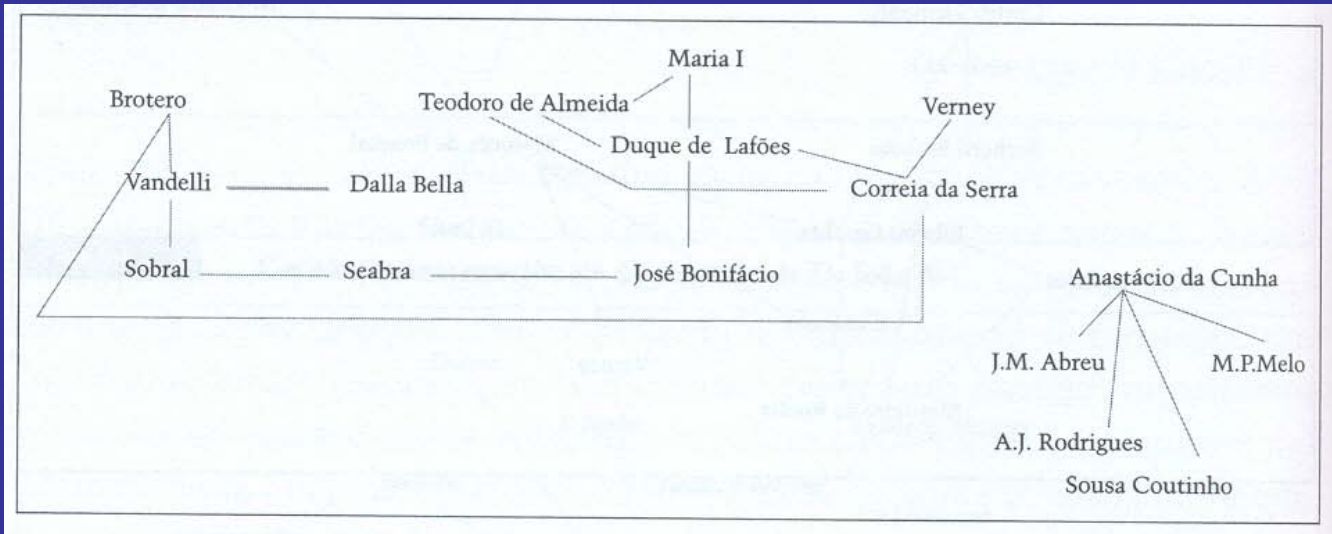 Maria I
Brotero
Teodoro de Almeida
Verney
Duque de Lafões
Vandelli
Dalla Bella
Correia da Serra
Sobral
Seabra
José Bonifácio
Anastácio da Cunha
J.M. Abreu
M.P.Melo
A.J. Rodrigues
Sousa Coutinho